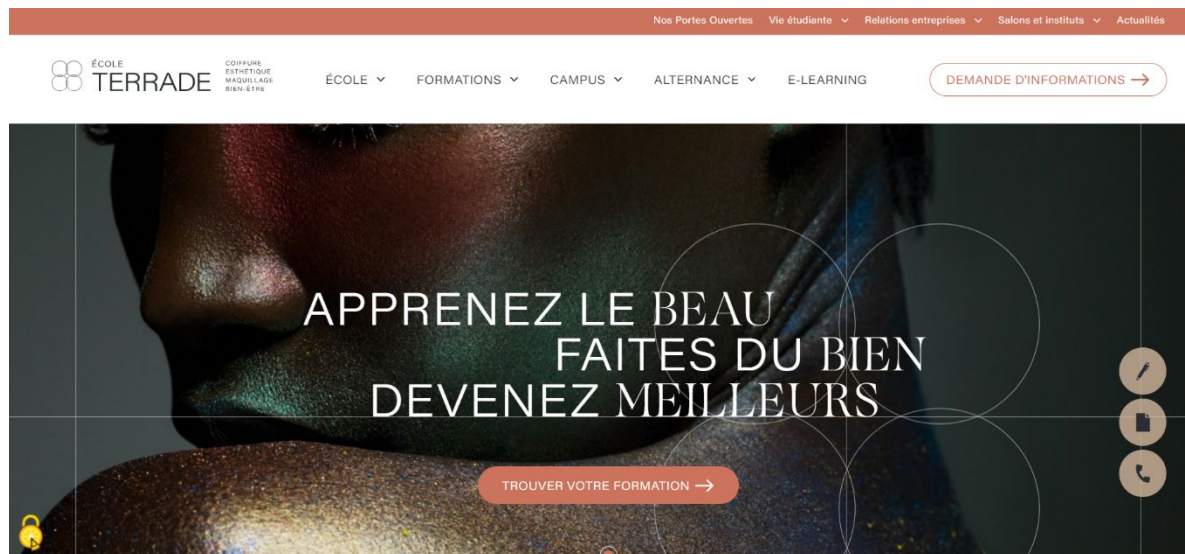 Nos Portes Ouvertes Vie étudiante Relations entreprises Salons et instituts Actualités
ÉCOLE
TERRADE
COIFFURE
ESTHÉTIQUE
MAQUILLAGE
BIEN-ÊTRE
ÉCOLE FORMATIONS CAMPUS ALTERNANCE E-LEARNING
DEMANDE D'INFORMATIONS
APPRENEZ LE BEAU
FAITES DU BIEN
DEVENEZ MEILLEURS
TROUVER VOTRE FORMATION